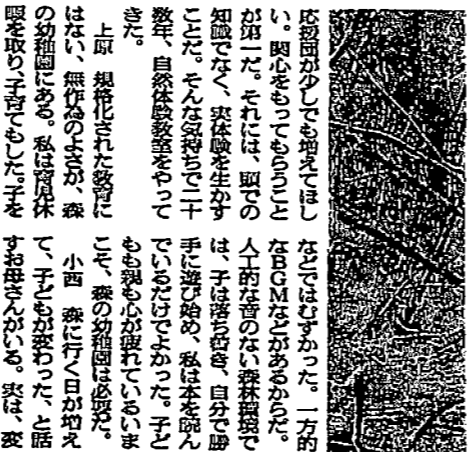 応援団が少しでも増えてほし
い。関心をもってもらうこと
が第一だ。それには、頭での
知識でなく、実体験を生かす
ことだ。そんな気持ちで二十
数年、自然体験教室をやって
きた。
上原 規格化された教育に
はない、無作為のよさが、森
の幼稚園にある。私は育児休
暇を取り、子育てもした。子を
などではむずかった。一方的
なBGMなどがあるからだ。
人工的な音のない森林環境で
は、子は落ち着き、自分で勝
手に遊び始め、私は本を読ん
でいるだけでよかった。子ど
もも親も心が疲れているいま
こそ、森の幼稚園は必要だ。
小西 森に行く日が増え
て、子どもが変わった、と話
すお母さんがいる。実は、変